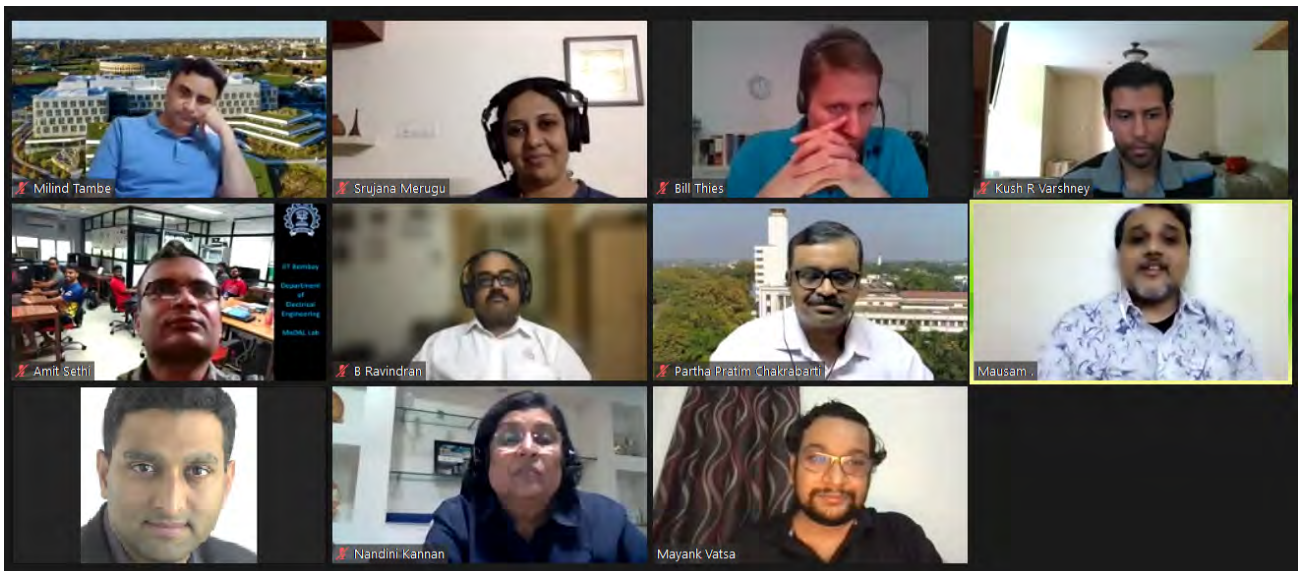 Milind Tambe
Srujana Merugu
Bill Thies
Kush R Varshney
IIT Bombay
Department
of
Electrical
Engineering
MeDAL Lab
Amit Sethi
B Ravindran
Partha Pratim Chakrabarti
Mausam .
Nandini Kannan
Mayank Vatsa